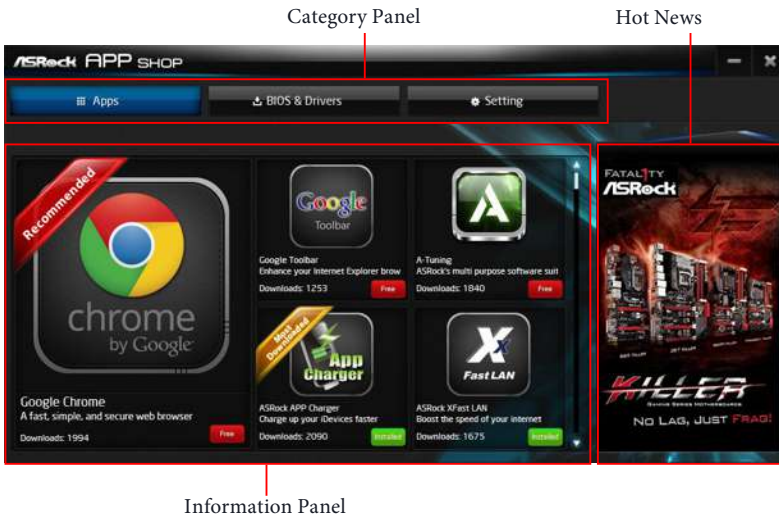 Category Panel
Hot News
ASRock APP SHOP
Apps
BIOS & Drivers
Setting
Recommended
chrome
by Google
Google Chrome
A fast, simple, and secure web browser
Downloads: 1994
Free
Google
Toolbar
Google Toolbar
Enhance your Internet Explorer brow
Downloads: 1253
Free
A-Tuning
ASRock's multi purpose software suit
Downloads: 1840
Free
Most
Downloaded
App
Charger
ASRock APP Charger
Charge up your iDevices faster
Downloads: 2090
Installed
X
Fast LAN
ASRock XFast LAN
Boost the speed of your internet
Downloads: 1675
Installed
FATAL1TY
ASRock
KILLER
GAMING SERIES MOTHERBOARDS
NO LAG, JUST FRAG!
Information Panel